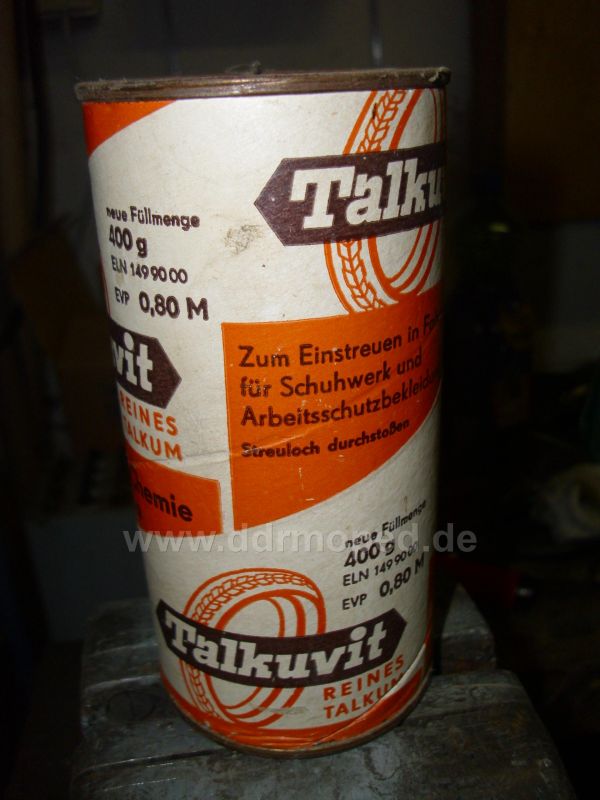 Talku
neue Füllmenge
400 g
ELN 149 90 00
EVP 0,80 M
vit
REINES
TALKUM
Zum Einstreuen in
für Schuhwerk und
Arbeitsschutzbekleidu
Streuloch durchstoßen
hemie
www.ddrmoped.de
neue Füllmenge
400 g
ELN 149 90 00
EVP 0,80 M
Talkuvit
REINES
TALKUM